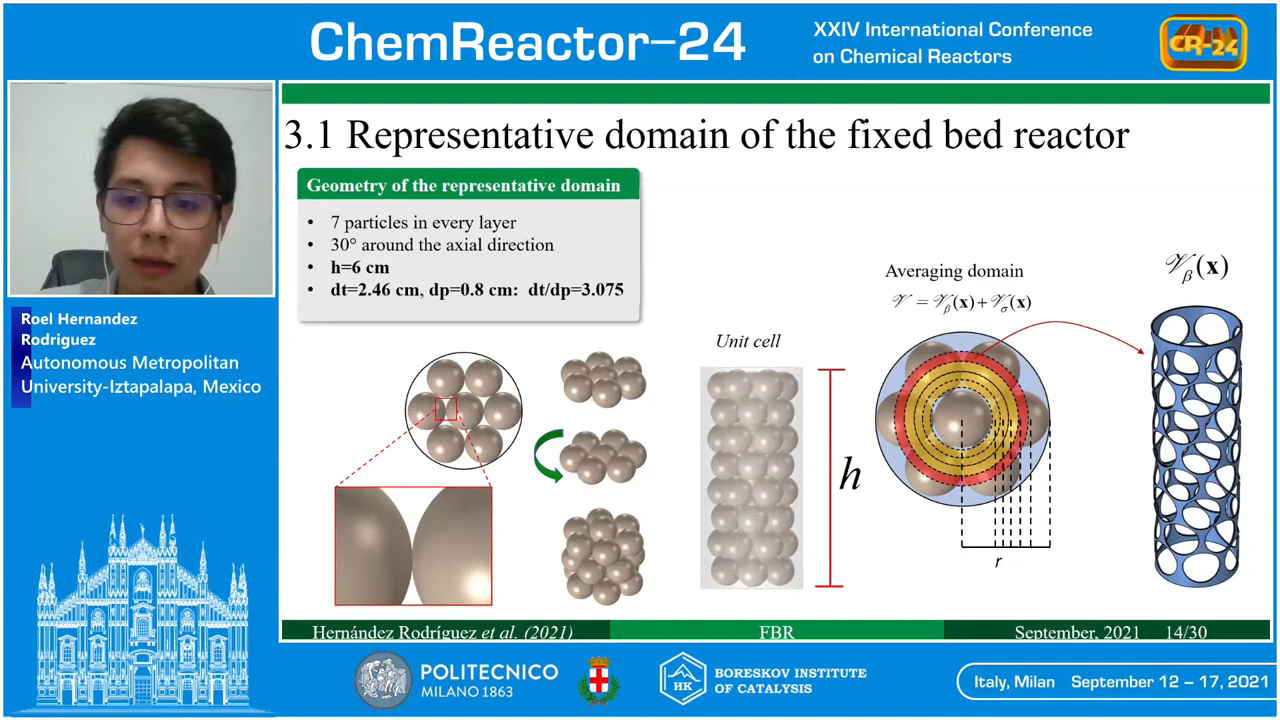 ChemReactor–24
XXIV International Conference
on Chemical Reactors
CR-24
3.1 Representative domain of the fixed bed reactor
Geometry of the representative domain
• 7 particles in every layer
• 30° around the axial direction
• h=6 cm
• dt=2.46 cm, dp=0.8 cm: dt/dp=3.075
Averaging domain
𝒱 = 𝒱β(x) + 𝒱σ(x)
𝒱β(x)
Unit cell
h
r
Roel Hernandez
Rodriguez
Autonomous Metropolitan
University-Iztapalapa, Mexico
Hernández Rodríguez et al. (2021)
FBR
September, 2021 14/30
POLITECNICO
MILANO 1863
НК
BORESKOV INSTITUTE
OF CATALYSIS
Italy, Milan September 12 – 17, 2021